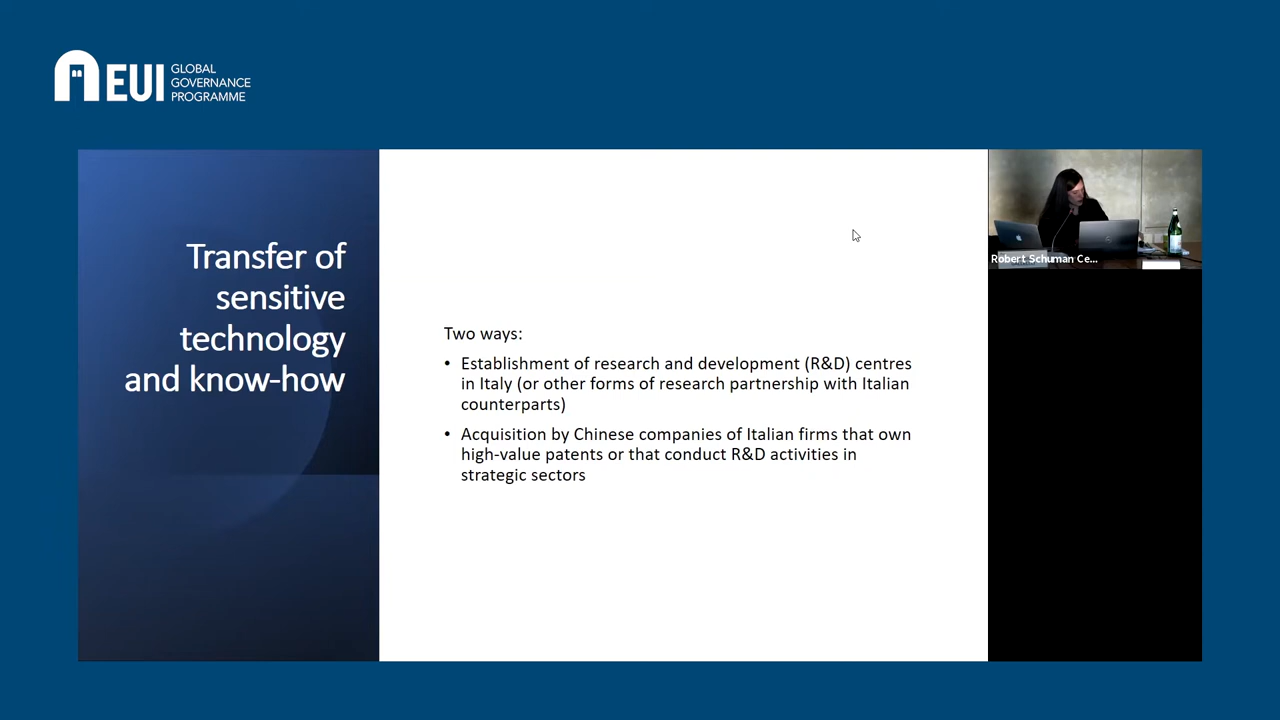 EUI
GLOBAL
GOVERNANCE
PROGRAMME
Transfer of
sensitive
technology
and know-how
Two ways:
• Establishment of research and development (R&D) centres
in Italy (or other forms of research partnership with Italian
counterparts)
• Acquisition by Chinese companies of Italian firms that own
high-value patents or that conduct R&D activities in
strategic sectors
Robert Schuman Ce...